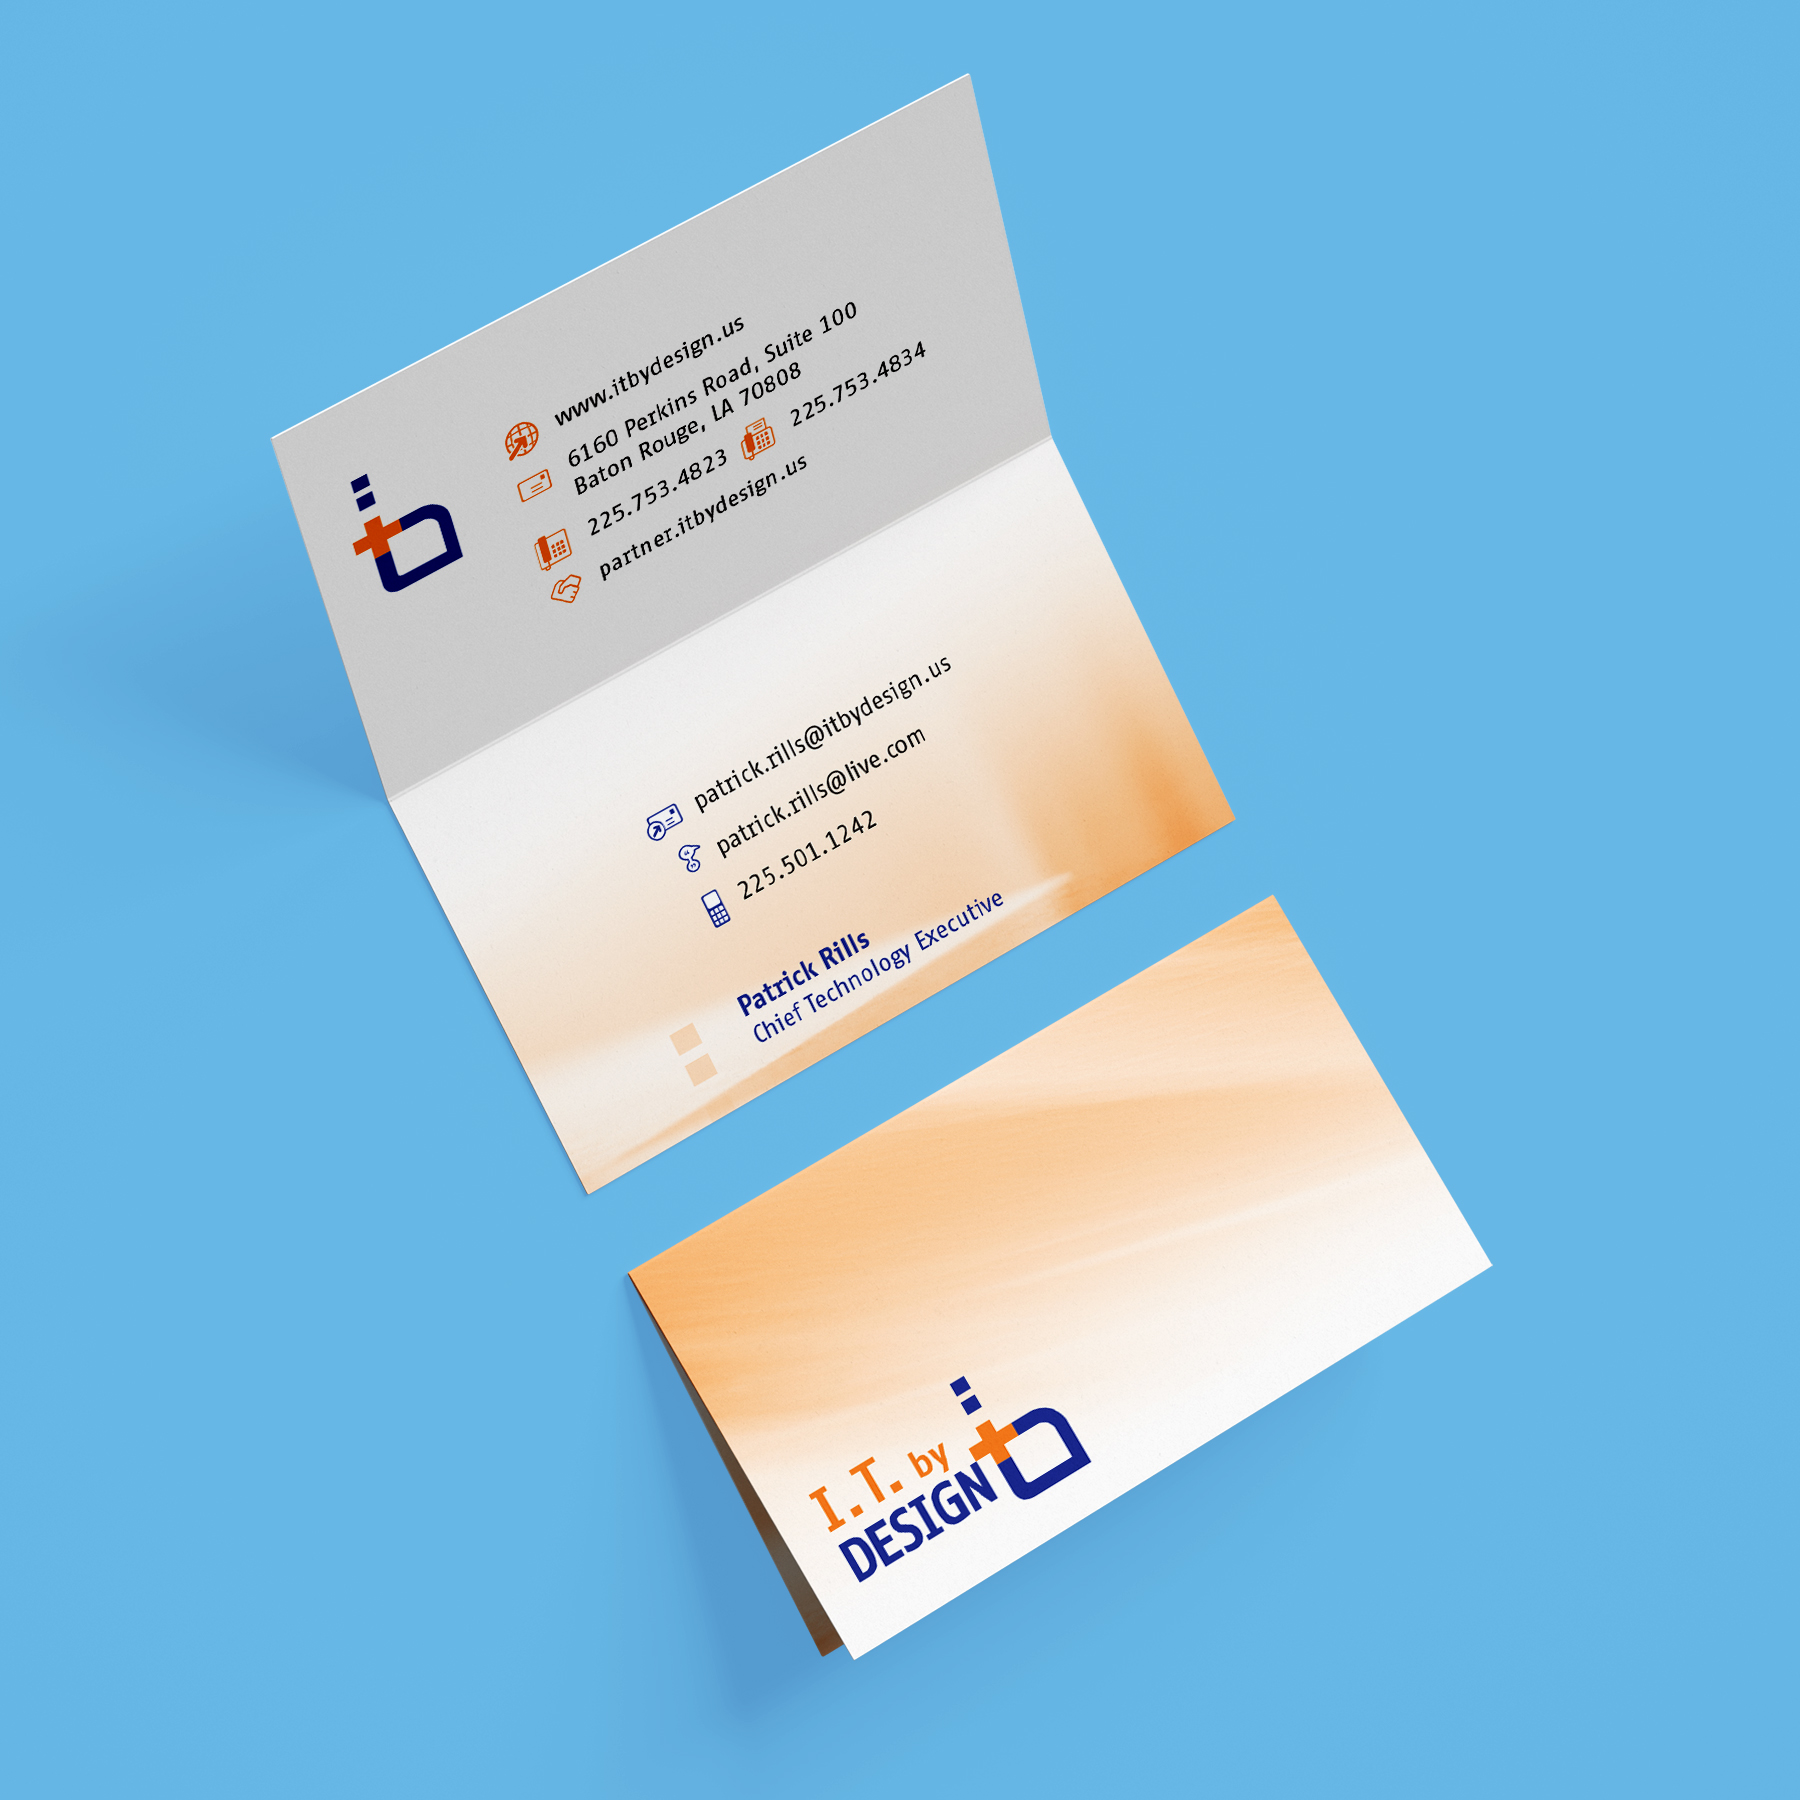 www.itbydesign.us
6160 Perkins Road, Suite 100
Baton Rouge, LA 70808
225.753.4823 225.753.4834
partner.itbydesign.us
patrick.rills@itbydesign.us
patrick.rills@live.com
225.501.1242
Patrick Rills
Chief Technology Executive
I.T. by
DESIGN